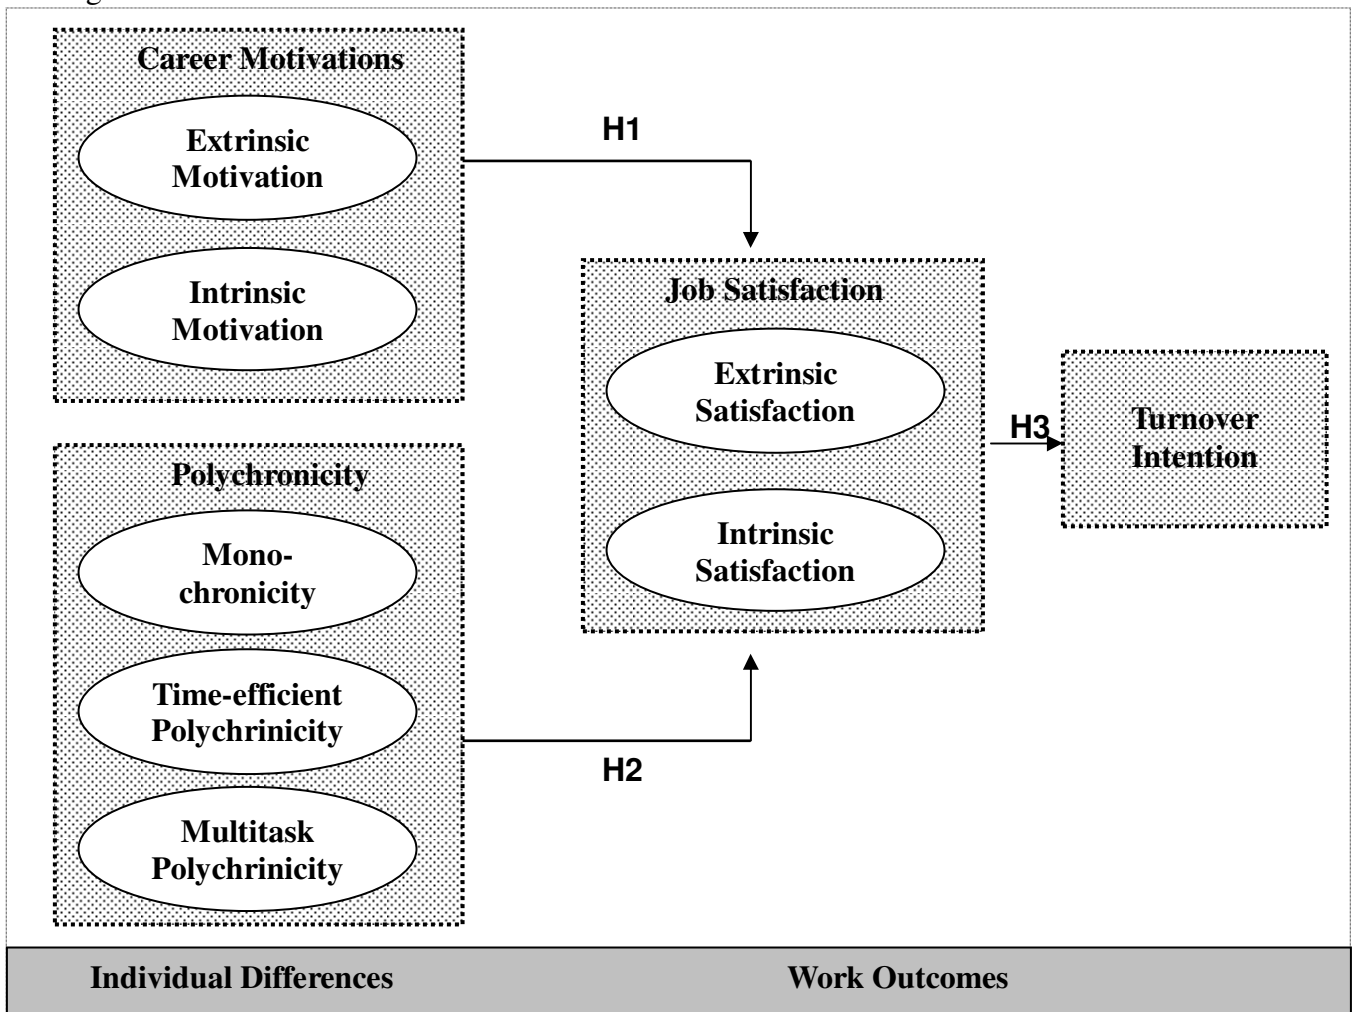 Career Motivations
Extrinsic
Motivation
Intrinsic
Motivation
H1
Job Satisfaction
Extrinsic
Satisfaction
Intrinsic
Satisfaction
H3
Turnover
Intention
Polychronicity
Mono-
chronicity
Time-efficient
Polychrinicity
Multitask
Polychrinicity
H2
Individual Differences
Work Outcomes